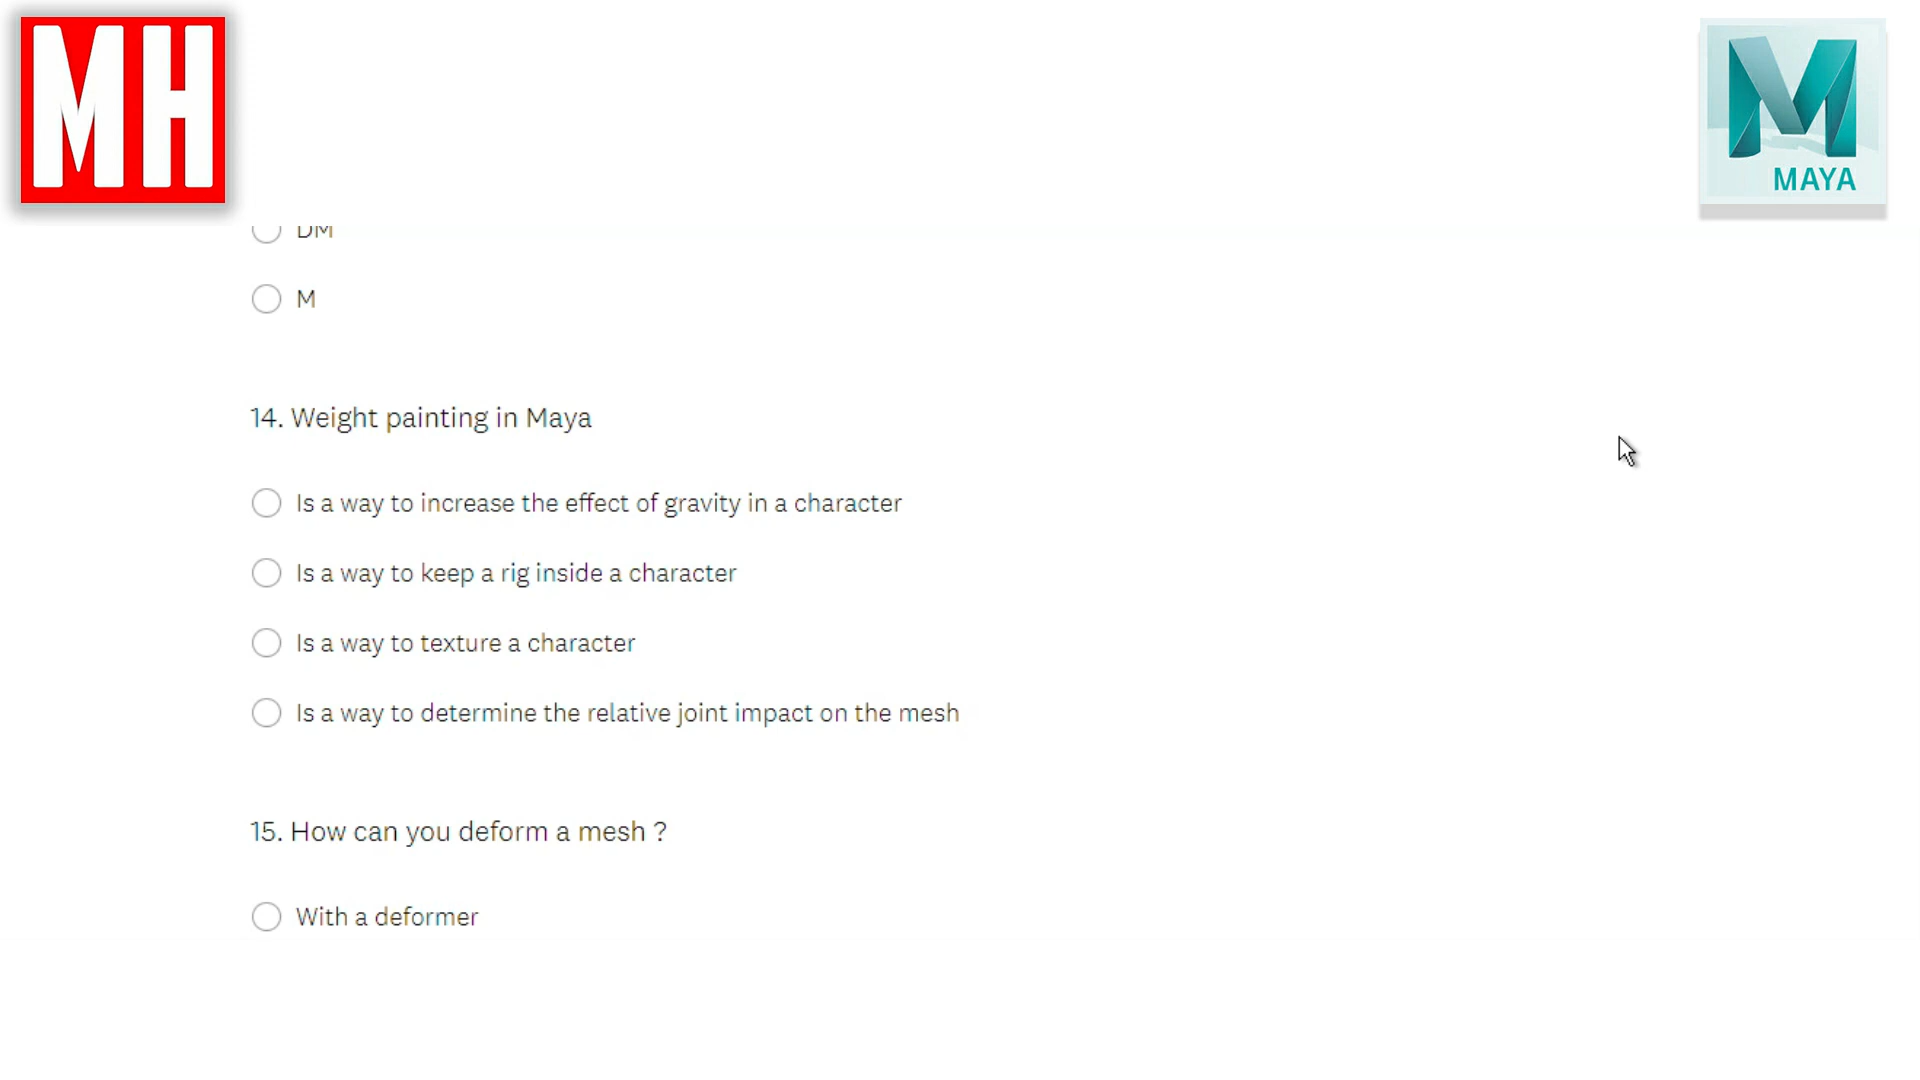 MH
MAYA
DM
M
14. Weight painting in Maya
Is a way to increase the effect of gravity in a character
Is a way to keep a rig inside a character
Is a way to texture a character
Is a way to determine the relative joint impact on the mesh
15. How can you deform a mesh ?
With a deformer